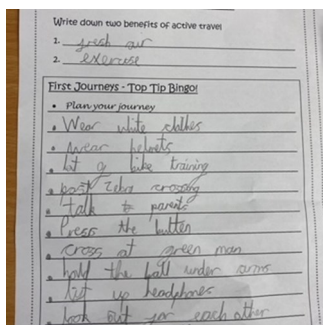 Write down two benefits of active travel
1. fresh air
2. exercise
First Journeys - Top Tip Bingo!
• Plan your journey
• Wear white clothes
• wear helmets
• bike training
• zebra crossing
• Talk to parents
• Press the button
• cross at green man
• hold the ball under arms
• up headphones
• look out for each other